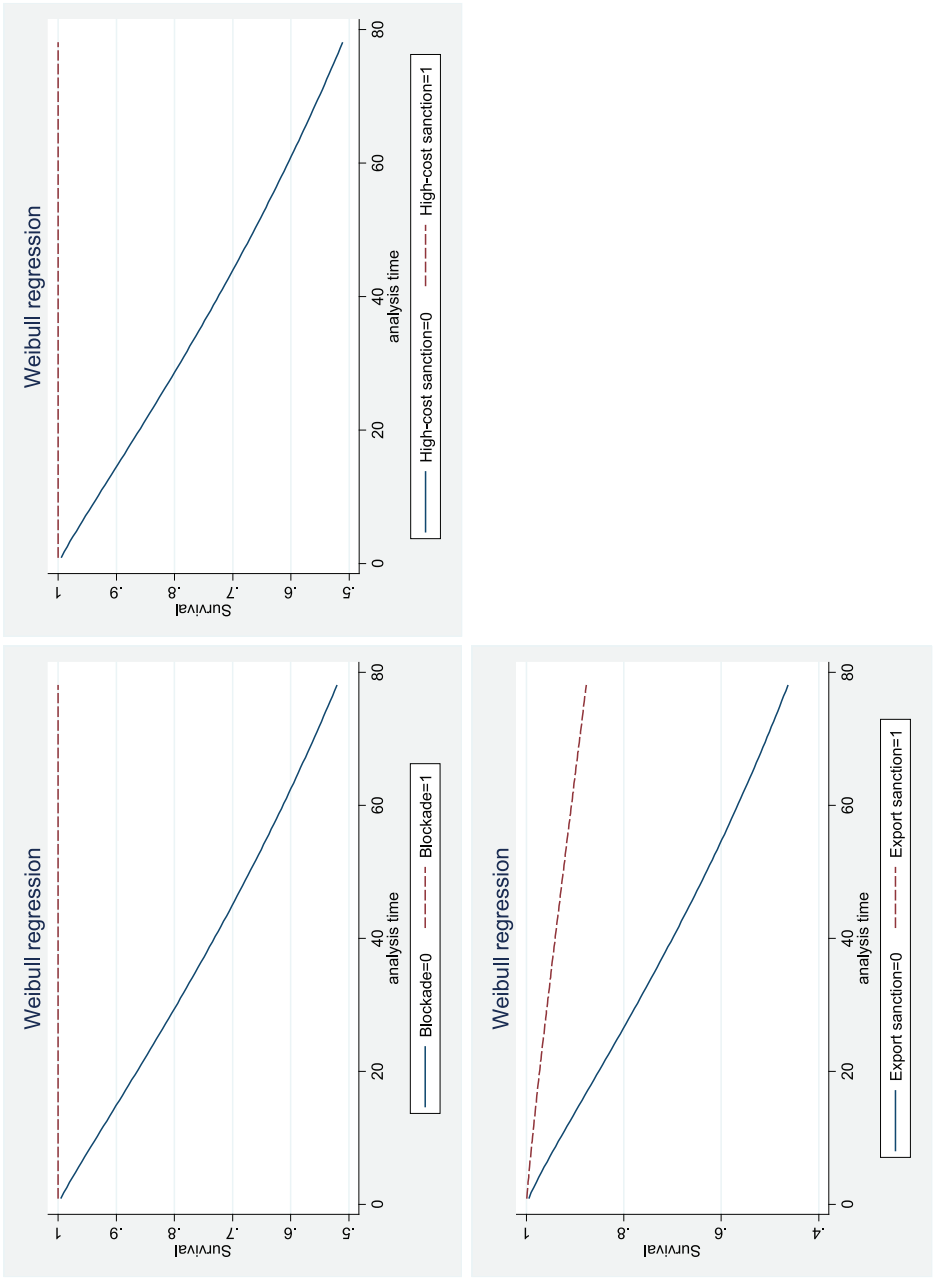 Weibull regression
1
.9
.8
.7
.6
.5
Survival
0
20
40
60
80
analysis time
Blockade=0
Blockade=1
Weibull regression
1
.9
.8
.7
.6
.5
Survival
0
20
40
60
80
analysis time
High-cost sanction=0
High-cost sanction=1
Weibull regression
1
.8
.6
.4
Survival
0
20
40
60
80
analysis time
Export sanction=0
Export sanction=1